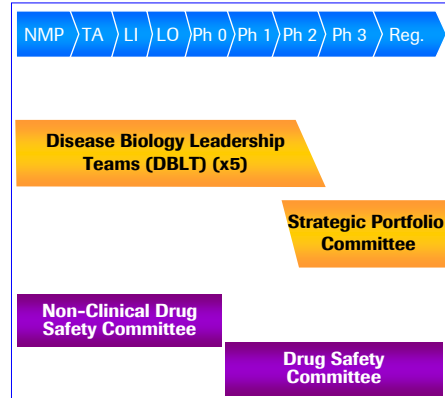 NMP TA LI LO Ph 0 Ph 1 Ph 2 Ph 3 Reg.
Disease Biology Leadership
Teams (DBLT) (x5)
Strategic Portfolio
Committee
Non-Clinical Drug
Safety Committee
Drug Safety
Committee